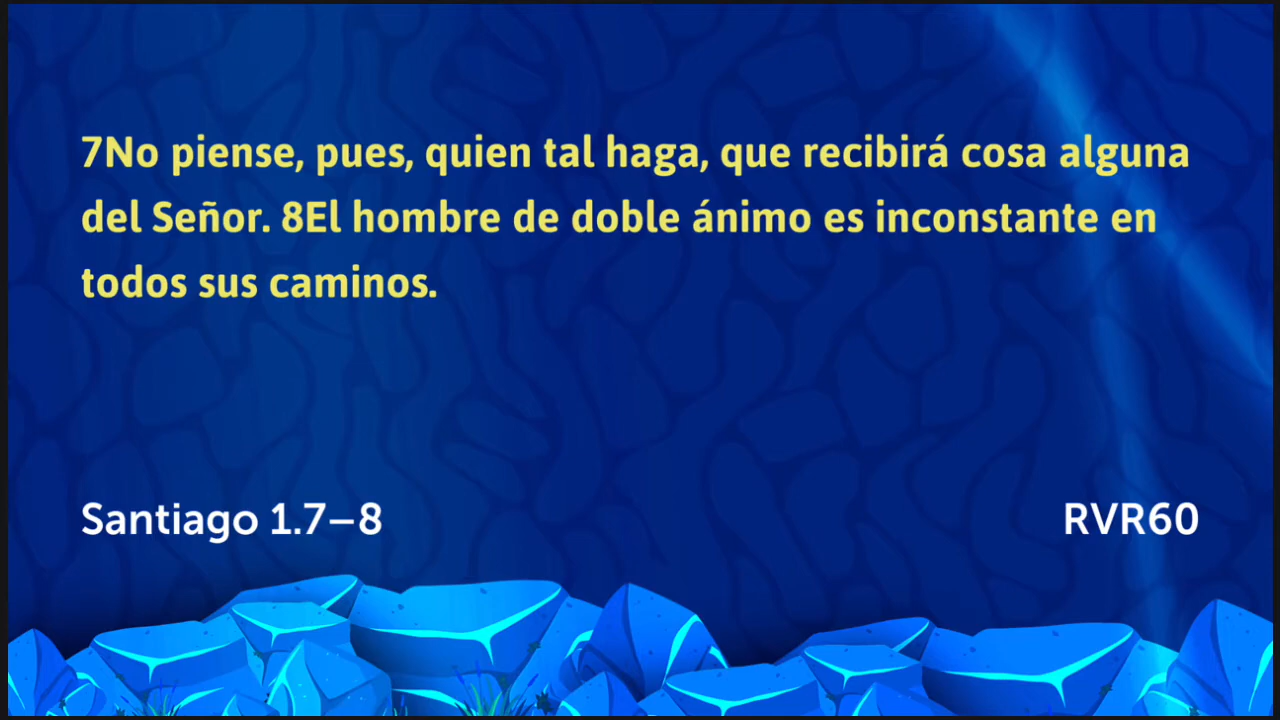 7No piense, pues, quien tal haga, que recibirá cosa alguna
del Señor. 8El hombre de doble ánimo es inconstante en
todos sus caminos.
Santiago 1.7–8
RVR60